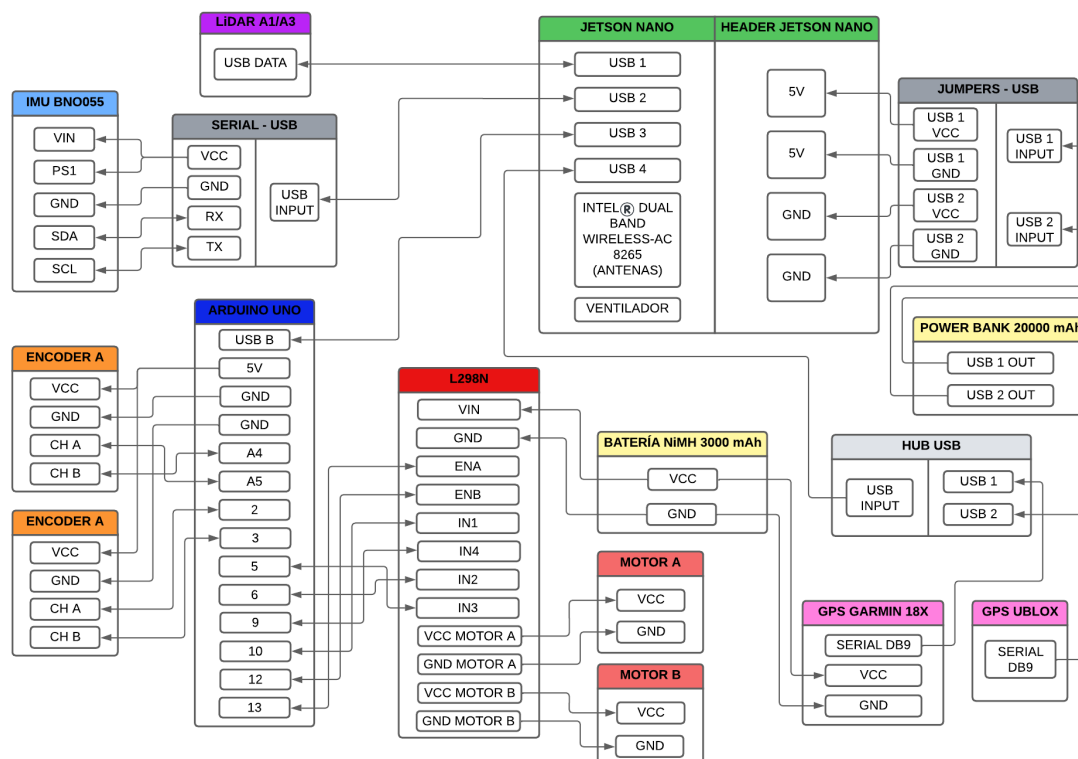 LiDAR A1/A3
USB DATA
JETSON NANO
HEADER JETSON NANO
USB 1
USB 2
USB 3
USB 4
INTEL® DUAL
BAND
WIRELESS-AC
8265
(ANTENAS)
VENTILADOR
5V
5V
GND
GND
JUMPERS - USB
USB 1
VCC
USB 1
GND
USB 2
VCC
USB 2
GND
USB 1
INPUT
USB 2
INPUT
IMU BNO055
VIN
PS1
GND
SDA
SCL
SERIAL - USB
VCC
GND
RX
TX
USB
INPUT
ARDUINO UNO
USB B
5V
GND
GND
A4
A5
2
3
5
6
9
10
12
13
ENCODER A
VCC
GND
CH A
CH B
ENCODER A
VCC
GND
CH A
CH B
L298N
VIN
GND
ENA
ENB
IN1
IN4
IN2
IN3
VCC MOTOR A
GND MOTOR A
VCC MOTOR B
GND MOTOR B
BATERÍA NiMH 3000 mAh
VCC
GND
MOTOR A
VCC
GND
MOTOR B
VCC
GND
POWER BANK 20000 mAh
USB 1 OUT
USB 2 OUT
HUB USB
USB
INPUT
USB 1
USB 2
GPS GARMIN 18X
SERIAL DB9
VCC
GND
GPS UBLOX
SERIAL
DB9